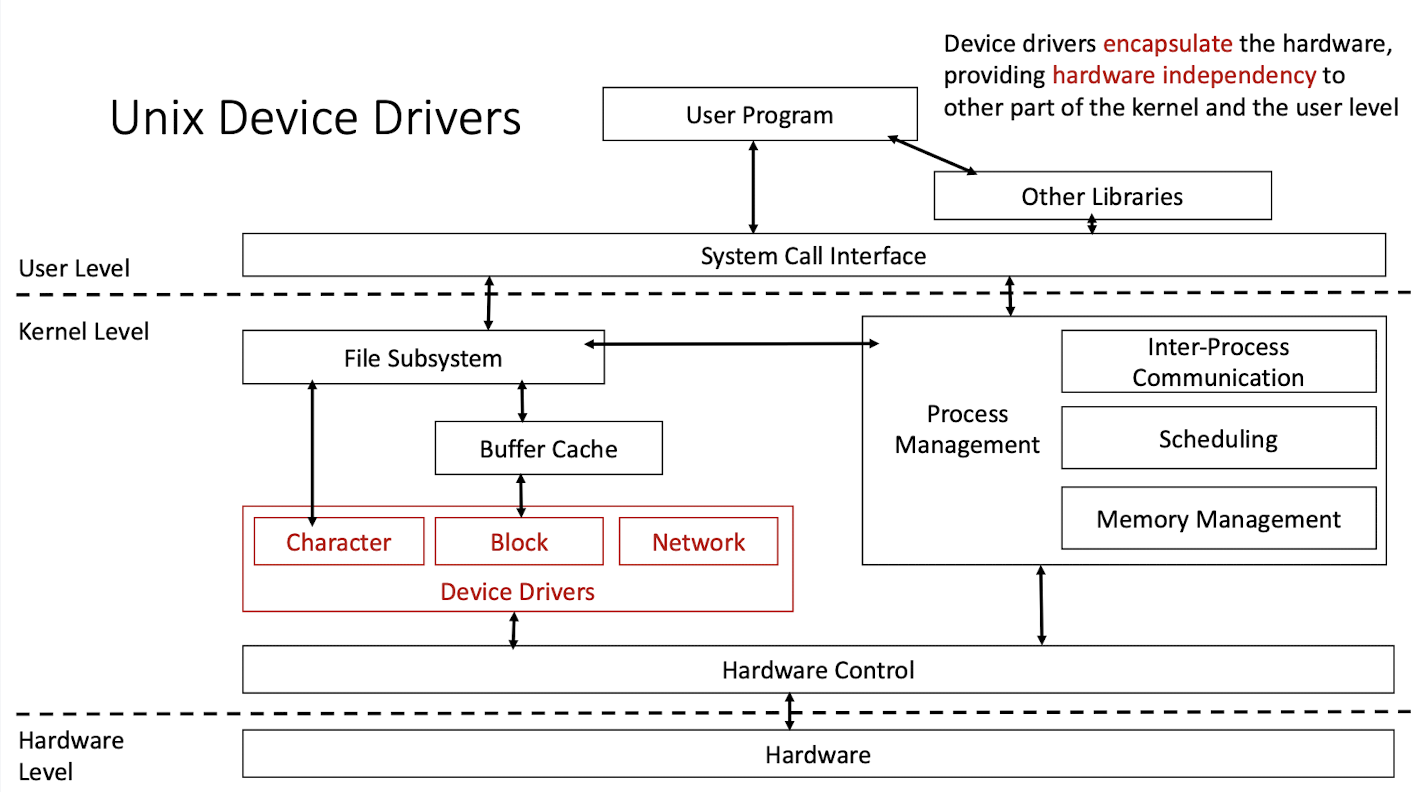 Device drivers encapsulate the hardware,
providing hardware independency to
other part of the kernel and the user level
Unix Device Drivers
User Program
Other Libraries
System Call Interface
User Level
Kernel Level
File Subsystem
Inter-Process
Communication
Process
Management
Scheduling
Buffer Cache
Memory Management
Character
Block
Network
Device Drivers
Hardware Control
Hardware
Level
Hardware